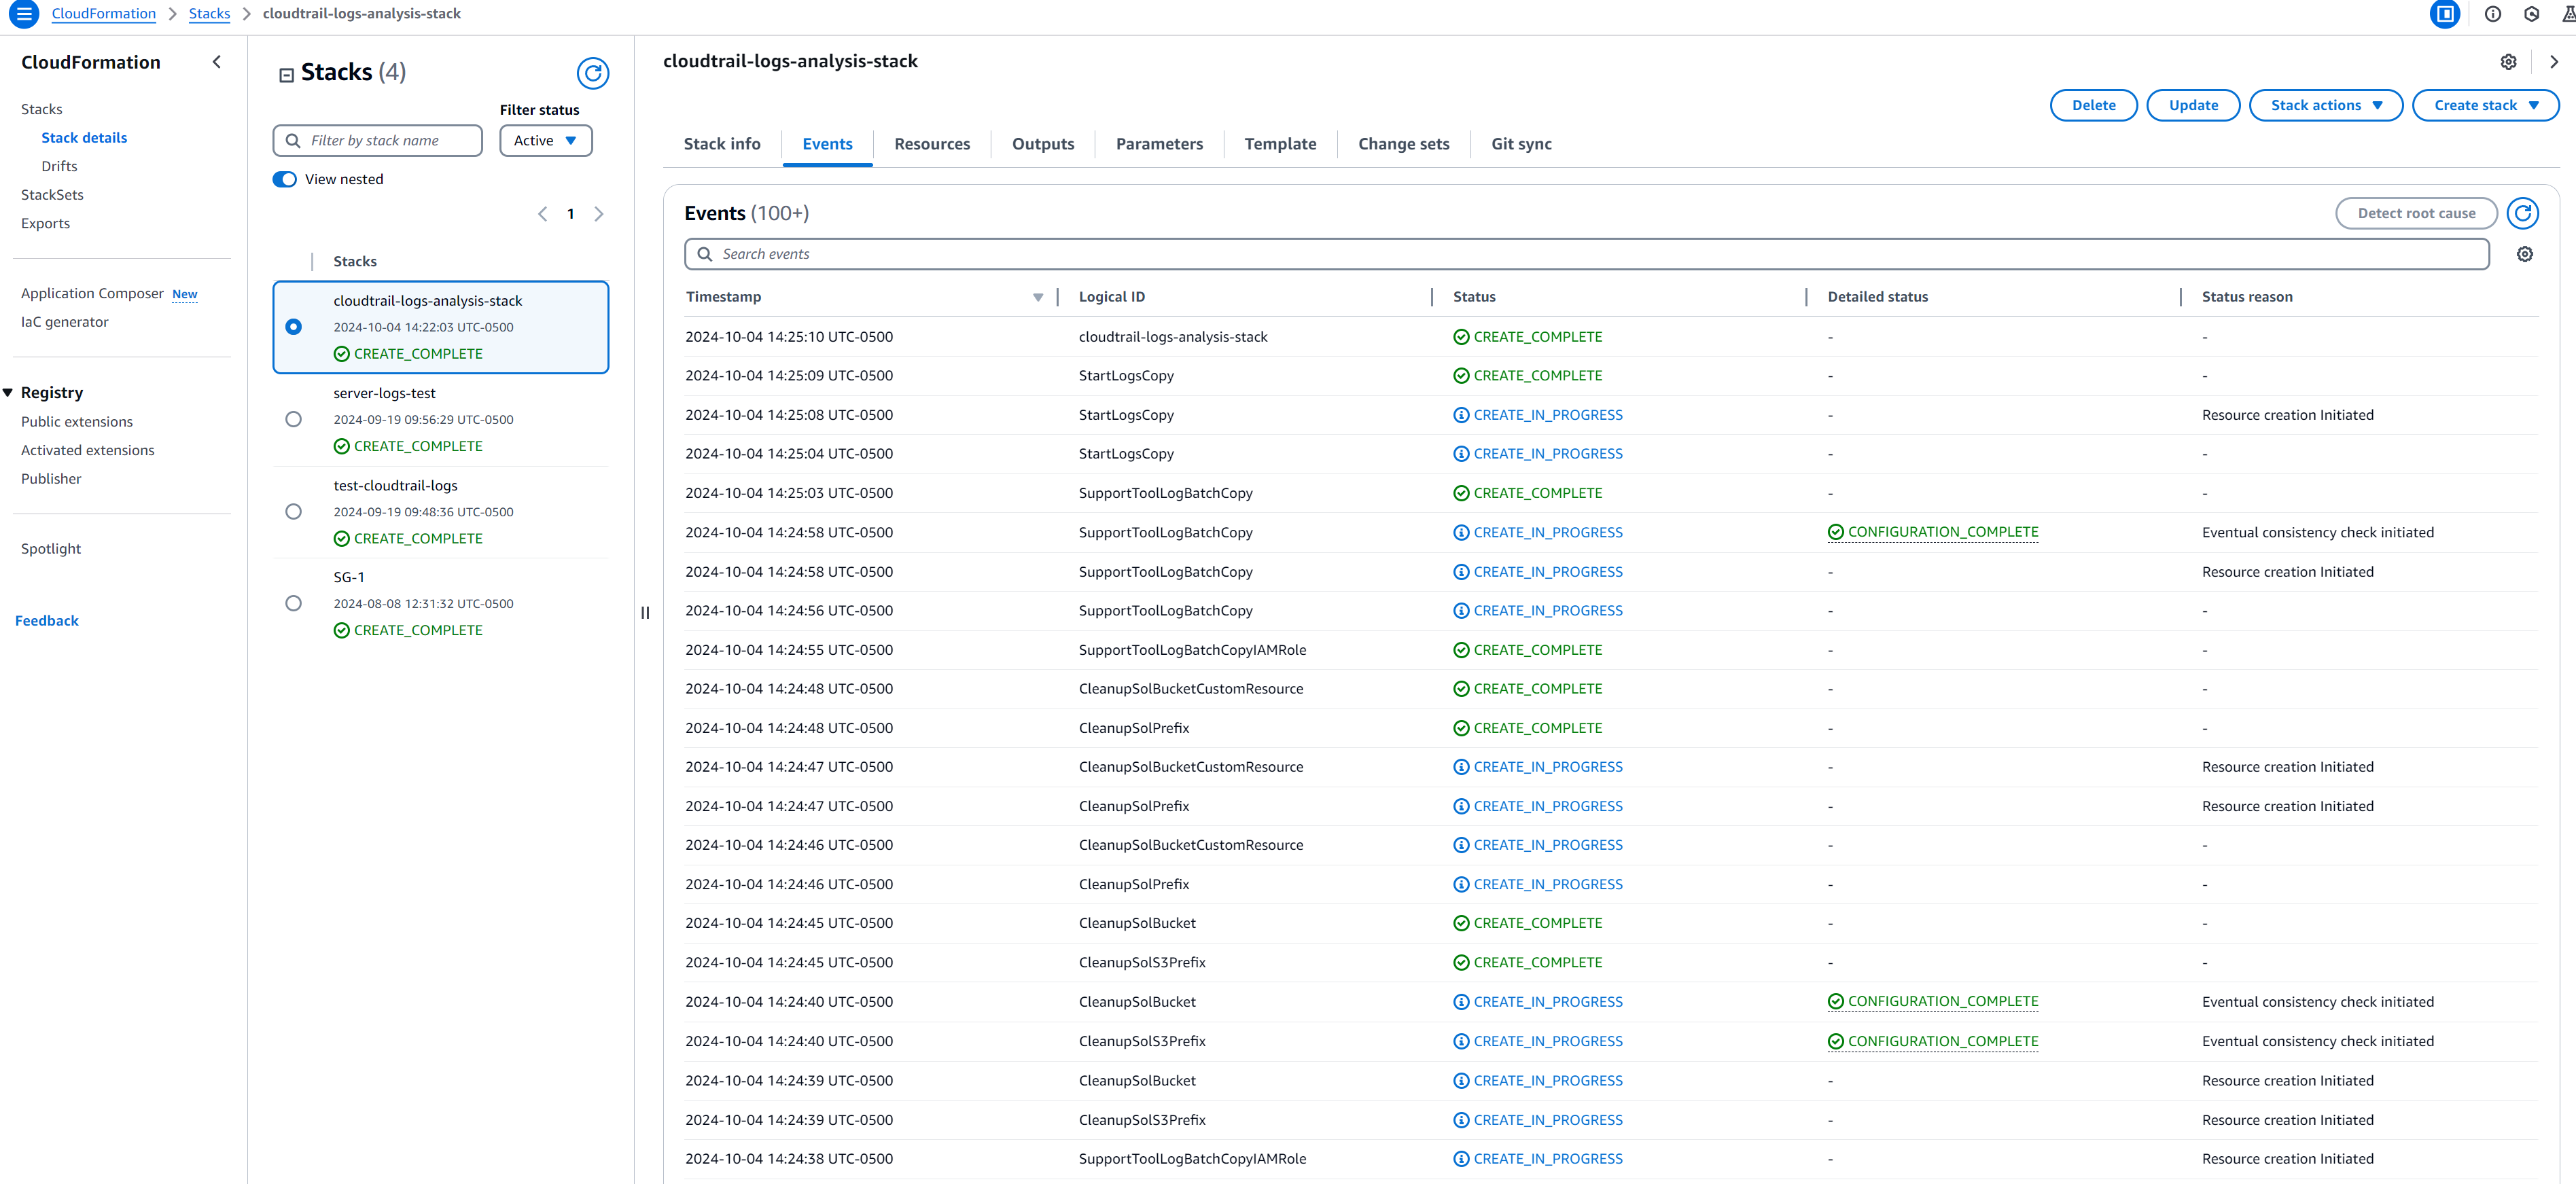 CloudFormation > Stacks > cloudtrail-logs-analysis-stack
CloudFormation
Stacks
Stack details
Drifts
StackSets
Exports
Application Composer New
IaC generator
Registry
Public extensions
Activated extensions
Publisher
Spotlight
Feedback
Stacks (4)
Filter status
Filter by stack name
Active
View nested
1
Stacks
cloudtrail-logs-analysis-stack
2024-10-04 14:22:03 UTC-0500
CREATE_COMPLETE
server-logs-test
2024-09-19 09:56:29 UTC-0500
CREATE_COMPLETE
test-cloudtrail-logs
2024-09-19 09:48:36 UTC-0500
CREATE_COMPLETE
SG-1
2024-08-08 12:31:32 UTC-0500
CREATE_COMPLETE
cloudtrail-logs-analysis-stack
Delete Update Stack actions Create stack
Stack info Events Resources Outputs Parameters Template Change sets Git sync
Events (100+)
Detect root cause
Search events
Timestamp Logical ID Status Detailed status Status reason
2024-10-04 14:25:10 UTC-0500 cloudtrail-logs-analysis-stack CREATE_COMPLETE - -
2024-10-04 14:25:09 UTC-0500 StartLogsCopy CREATE_COMPLETE - -
2024-10-04 14:25:08 UTC-0500 StartLogsCopy CREATE_IN_PROGRESS - Resource creation Initiated
2024-10-04 14:25:04 UTC-0500 StartLogsCopy CREATE_IN_PROGRESS - -
2024-10-04 14:25:03 UTC-0500 SupportToolLogBatchCopy CREATE_COMPLETE - -
2024-10-04 14:24:58 UTC-0500 SupportToolLogBatchCopy CREATE_IN_PROGRESS CONFIGURATION_COMPLETE Eventual consistency check initiated
2024-10-04 14:24:58 UTC-0500 SupportToolLogBatchCopy CREATE_IN_PROGRESS - Resource creation Initiated
2024-10-04 14:24:56 UTC-0500 SupportToolLogBatchCopy CREATE_IN_PROGRESS - -
2024-10-04 14:24:55 UTC-0500 SupportToolLogBatchCopyIAMRole CREATE_COMPLETE - -
2024-10-04 14:24:48 UTC-0500 CleanupSolBucketCustomResource CREATE_COMPLETE - -
2024-10-04 14:24:48 UTC-0500 CleanupSolPrefix CREATE_COMPLETE - -
2024-10-04 14:24:47 UTC-0500 CleanupSolBucketCustomResource CREATE_IN_PROGRESS - Resource creation Initiated
2024-10-04 14:24:47 UTC-0500 CleanupSolPrefix CREATE_IN_PROGRESS - Resource creation Initiated
2024-10-04 14:24:46 UTC-0500 CleanupSolBucketCustomResource CREATE_IN_PROGRESS - -
2024-10-04 14:24:46 UTC-0500 CleanupSolPrefix CREATE_IN_PROGRESS - -
2024-10-04 14:24:45 UTC-0500 CleanupSolBucket CREATE_COMPLETE - -
2024-10-04 14:24:45 UTC-0500 CleanupSolS3Prefix CREATE_COMPLETE - -
2024-10-04 14:24:40 UTC-0500 CleanupSolBucket CREATE_IN_PROGRESS CONFIGURATION_COMPLETE Eventual consistency check initiated
2024-10-04 14:24:40 UTC-0500 CleanupSolS3Prefix CREATE_IN_PROGRESS CONFIGURATION_COMPLETE Eventual consistency check initiated
2024-10-04 14:24:39 UTC-0500 CleanupSolBucket CREATE_IN_PROGRESS - Resource creation Initiated
2024-10-04 14:24:39 UTC-0500 CleanupSolS3Prefix CREATE_IN_PROGRESS - Resource creation Initiated
2024-10-04 14:24:38 UTC-0500 SupportToolLogBatchCopyIAMRole CREATE_IN_PROGRESS - Resource creation Initiated